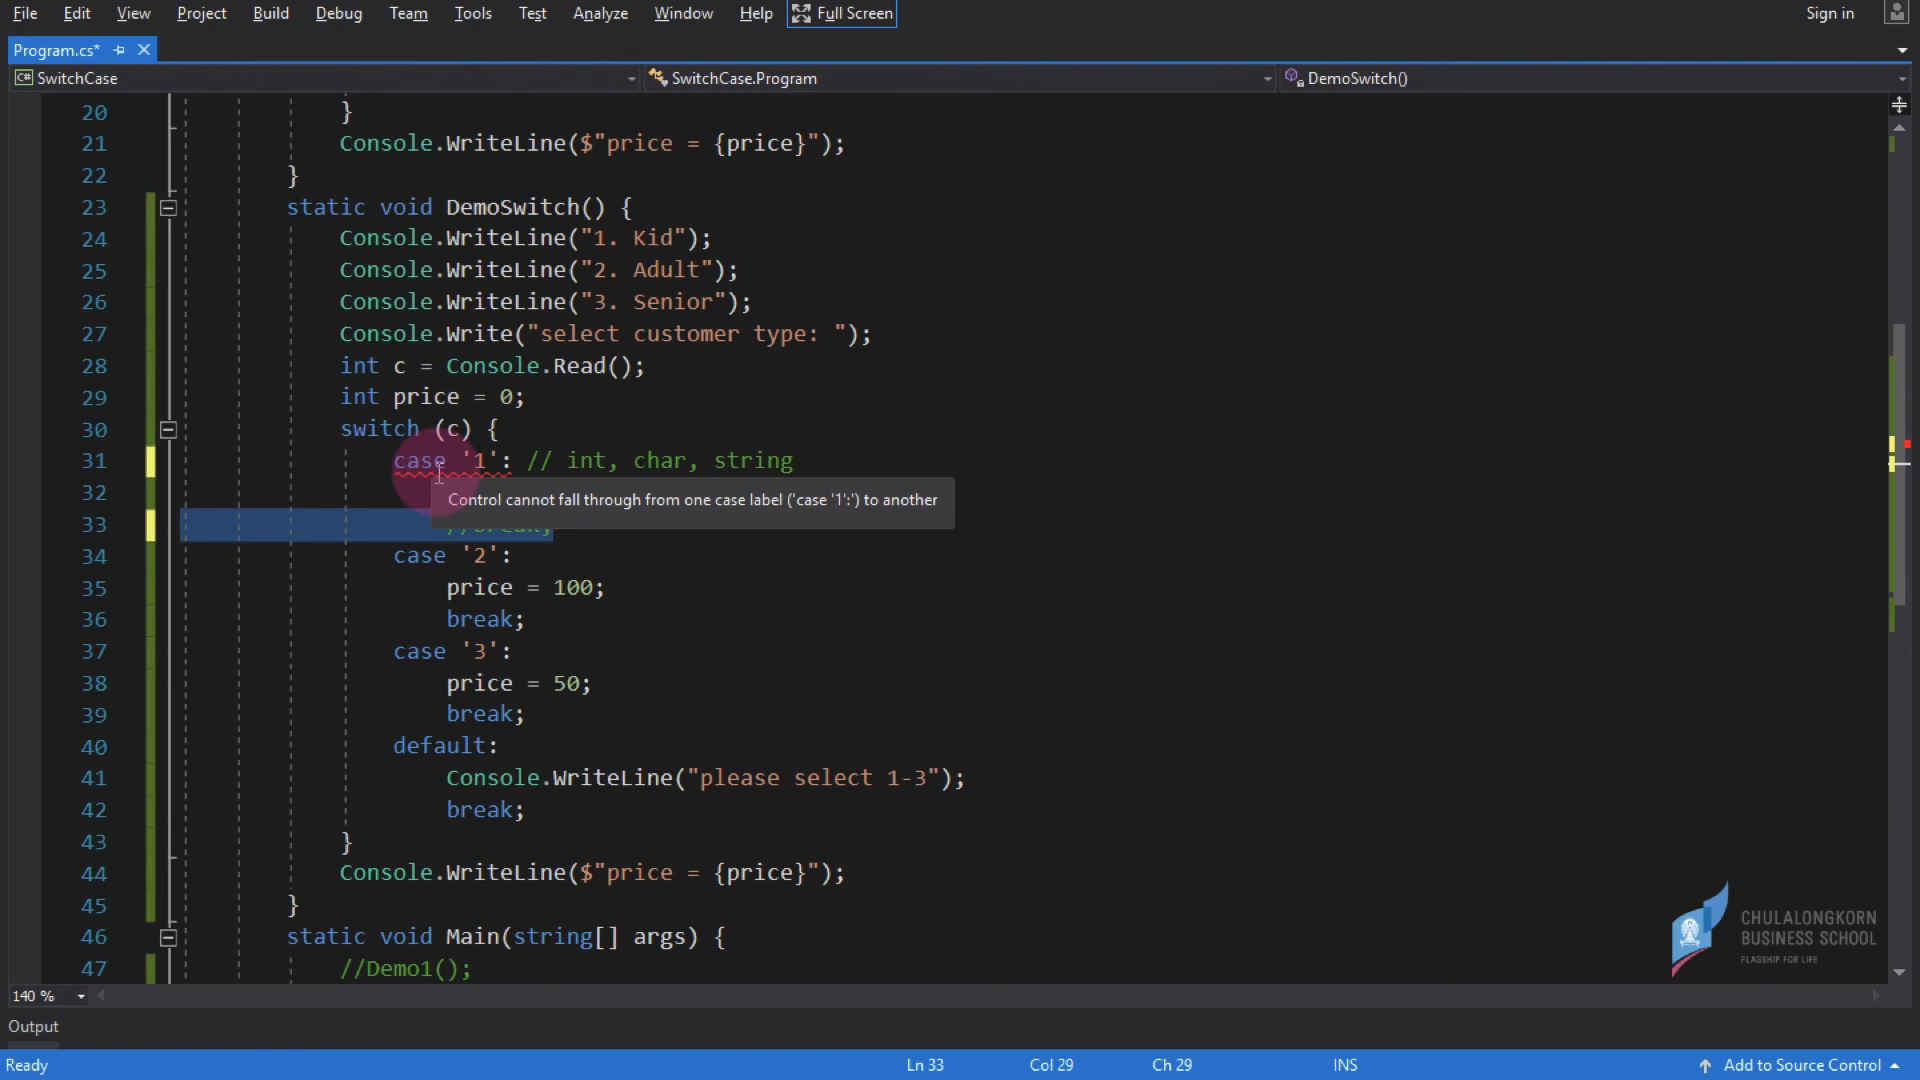 File Edit View Project Build Debug Team Tools Test Analyze Window Help Full Screen Sign in
Program.cs*
C# SwitchCase SwitchCase.Program DemoSwitch()
20 }
21 Console.WriteLine($"price = {price}");
22 }
23 static void DemoSwitch() {
24 Console.WriteLine("1. Kid");
25 Console.WriteLine("2. Adult");
26 Console.WriteLine("3. Senior");
27 Console.Write("select customer type: ");
28 int c = Console.Read();
29 int price = 0;
30 switch (c) {
31 case '1': // int, char, string
32
Control cannot fall through from one case label ('case '1':') to another
33 //break;
34 case '2':
35 price = 100;
36 break;
37 case '3':
38 price = 50;
39 break;
40 default:
41 Console.WriteLine("please select 1-3");
42 break;
43 }
44 Console.WriteLine($"price = {price}");
45 }
46 static void Main(string[] args) {
47 //Demo1();
CHULALONGKORN
BUSINESS SCHOOL
FLAGSHIP FOR LIFE
140 %
Output
Ready Ln 33 Col 29 Ch 29 INS Add to Source Control